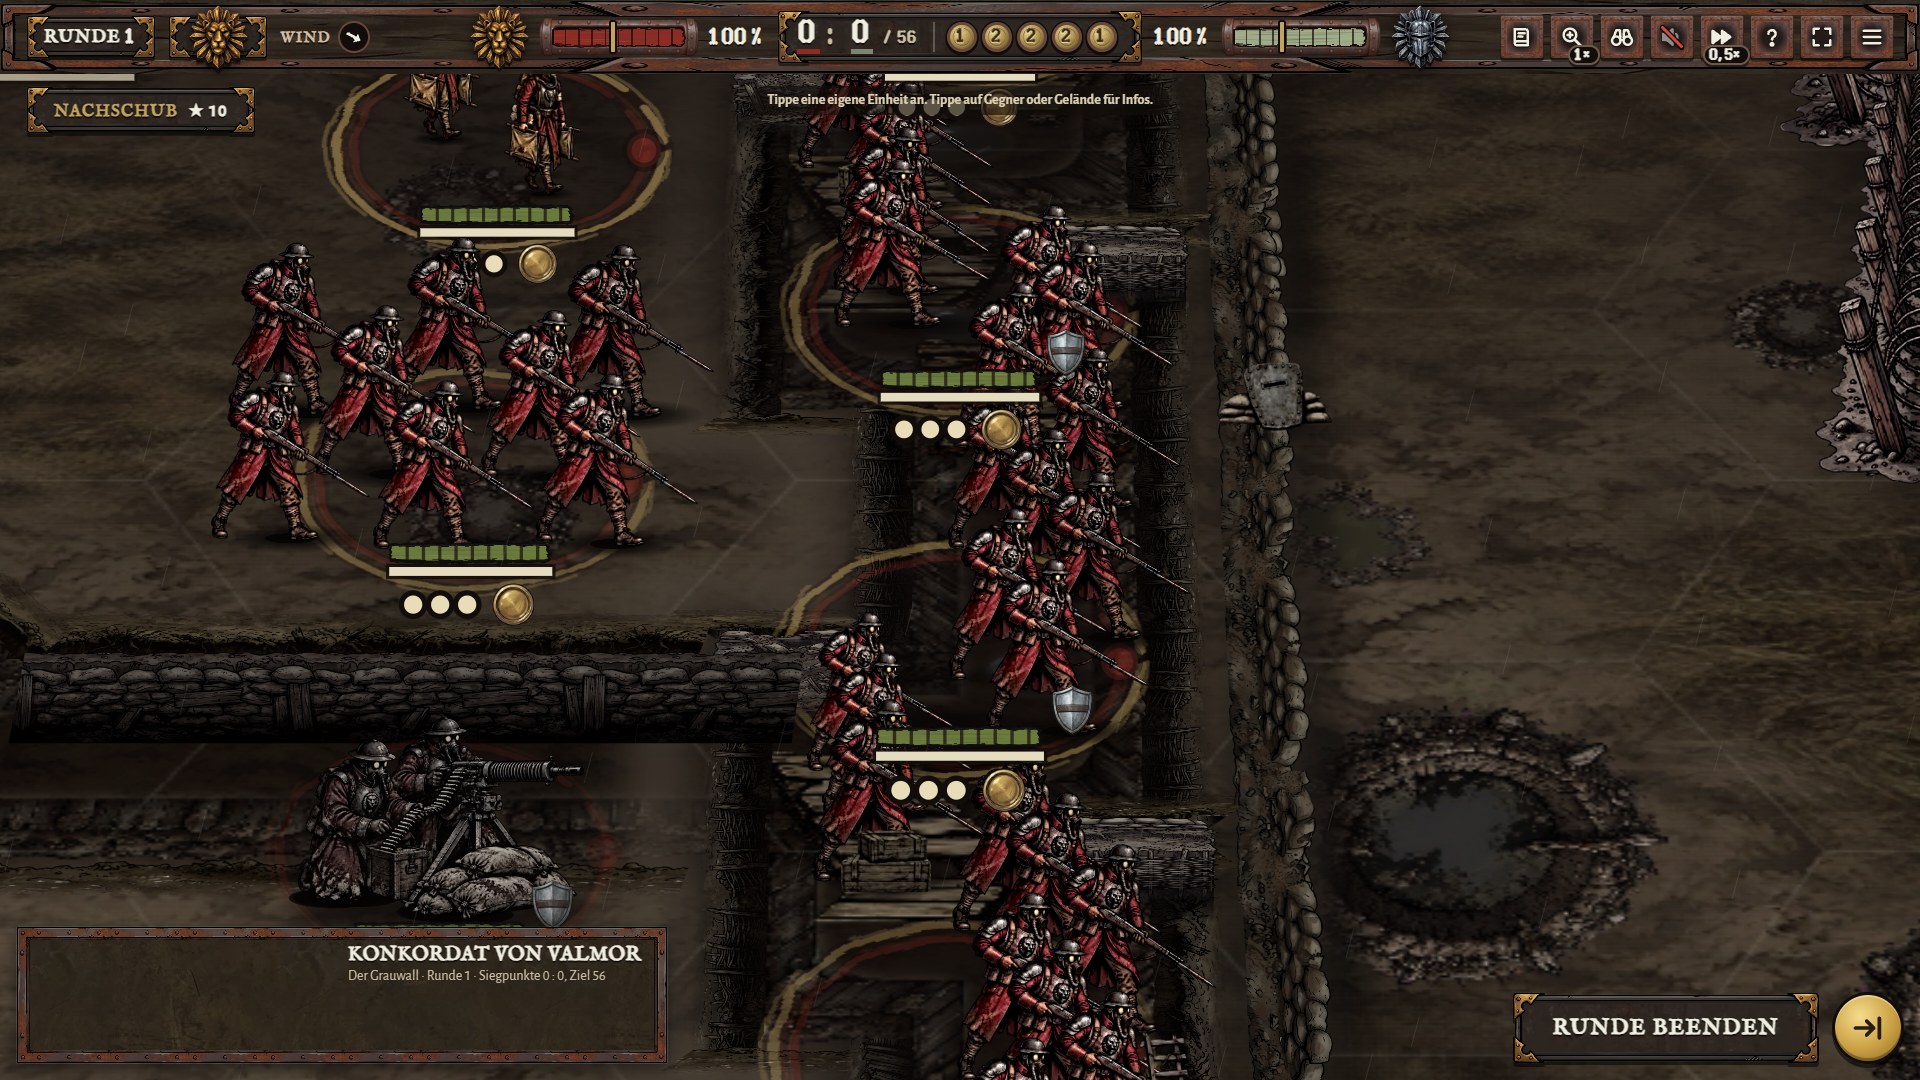 RUNDE 1
WIND
100 %
0 : 0 / 56
1 2 2 2 1
100 %
1×
0,5×
?
NACHSCHUB ★ 10
Tippe eine eigene Einheit an. Tippe auf Gegner oder Gelände für Infos.
KONKORDAT VON VALMOR
Der Grauwall · Runde 1 · Siegpunkte 0 : 0, Ziel 56
RUNDE BEENDEN